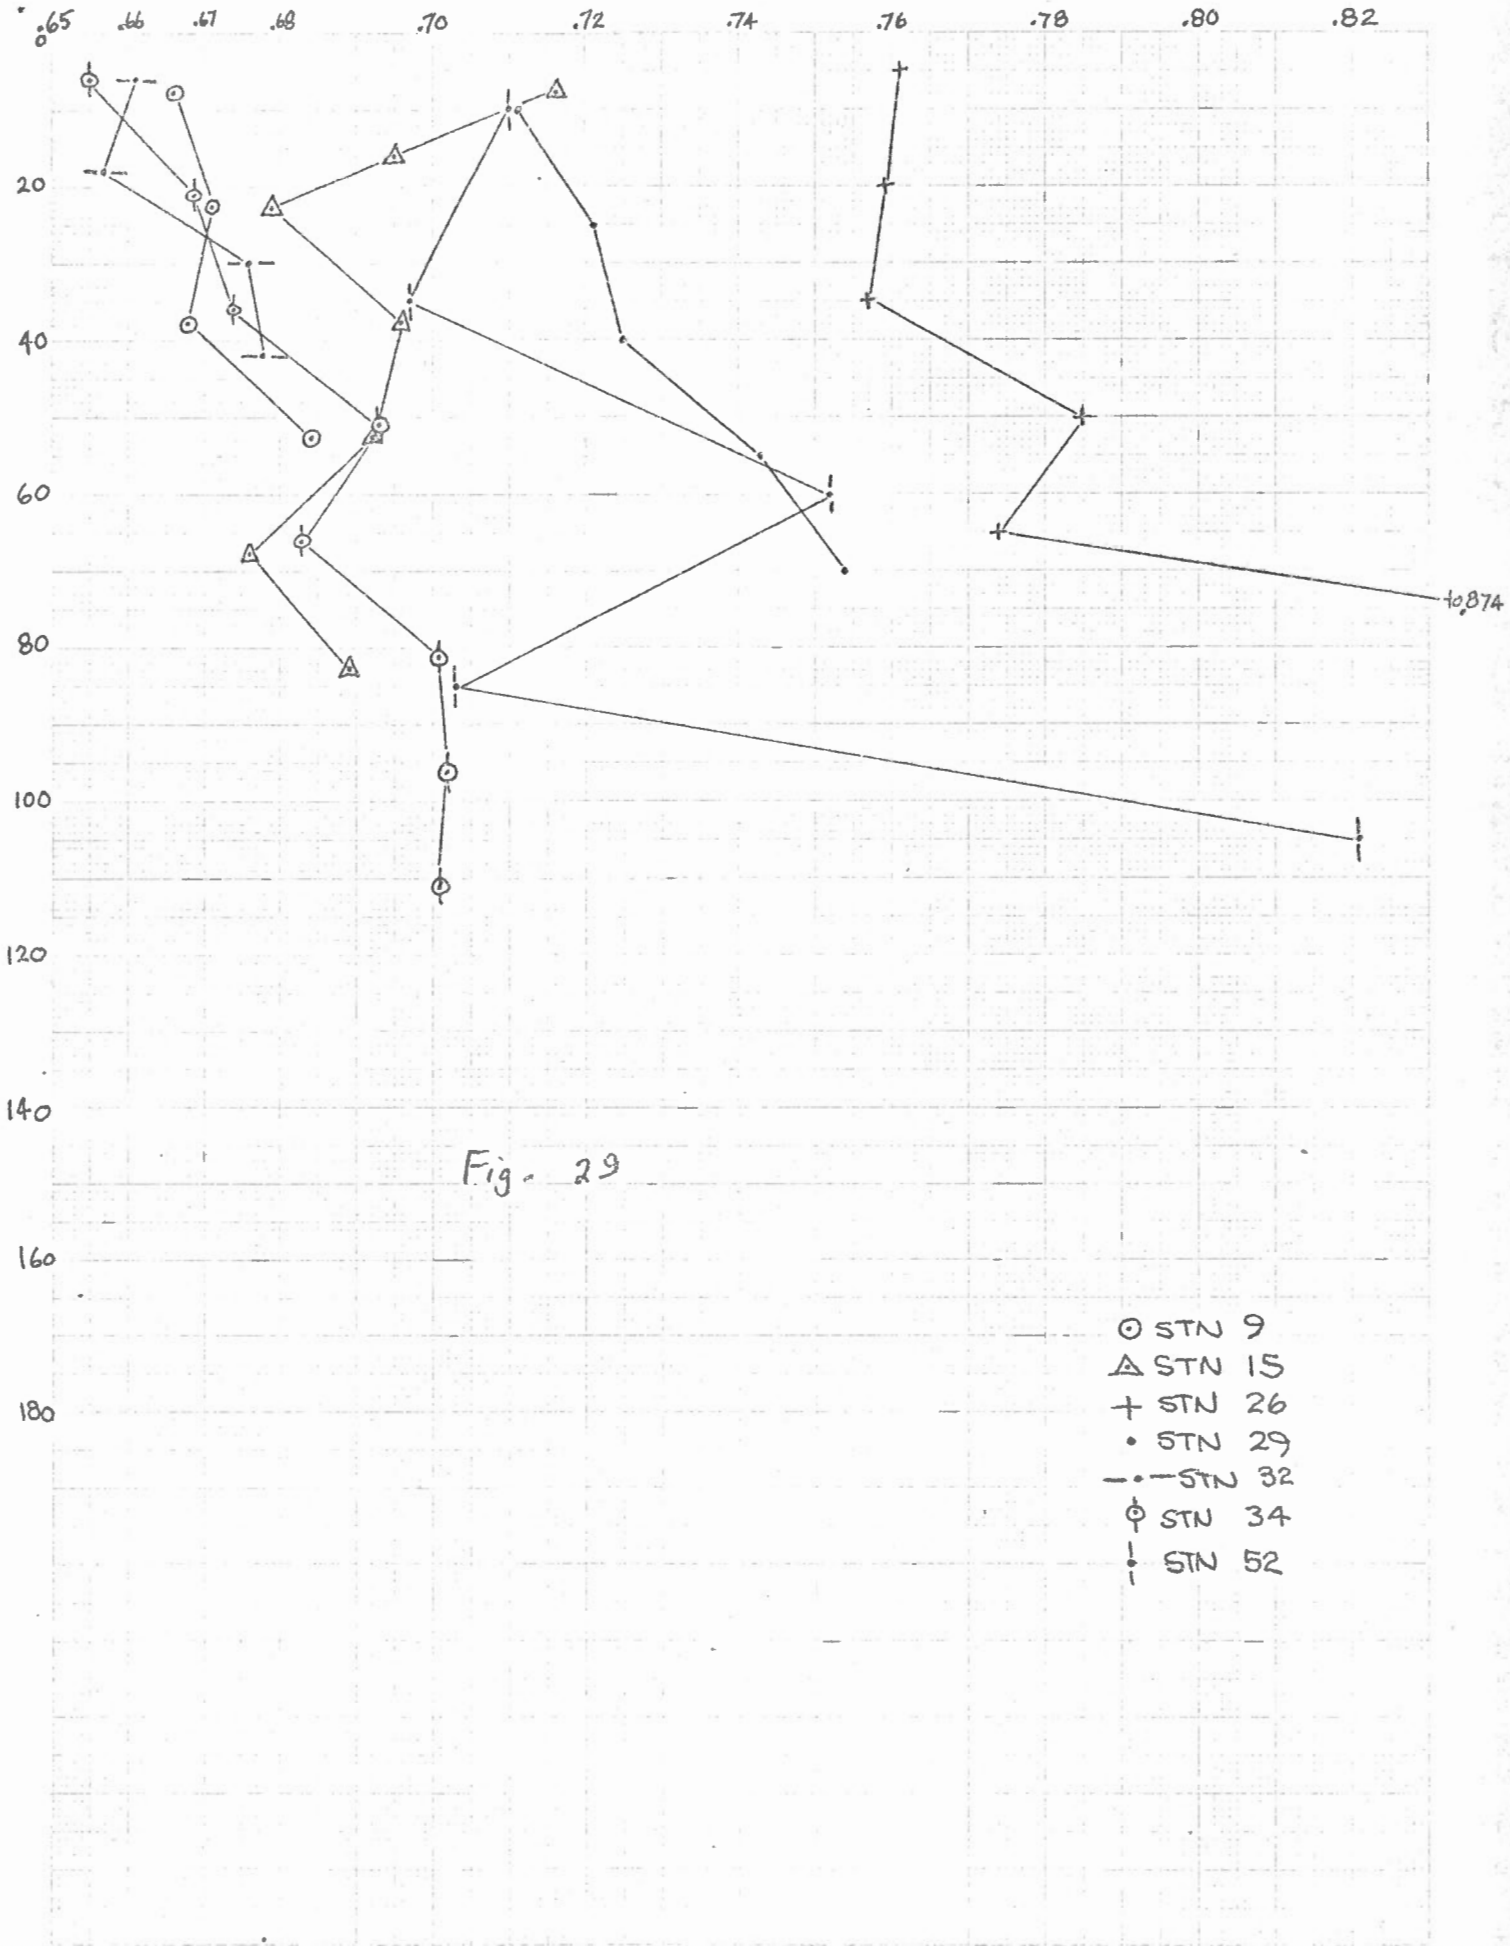 .65 .66 .67 .68 .70 .72 .74 .76 .78 .80 .82
0
20
40
60
to .874
80
100
120
140
Fig. 29
160
180
STN 9
STN 15
STN 26
STN 29
STN 32
STN 34
STN 52